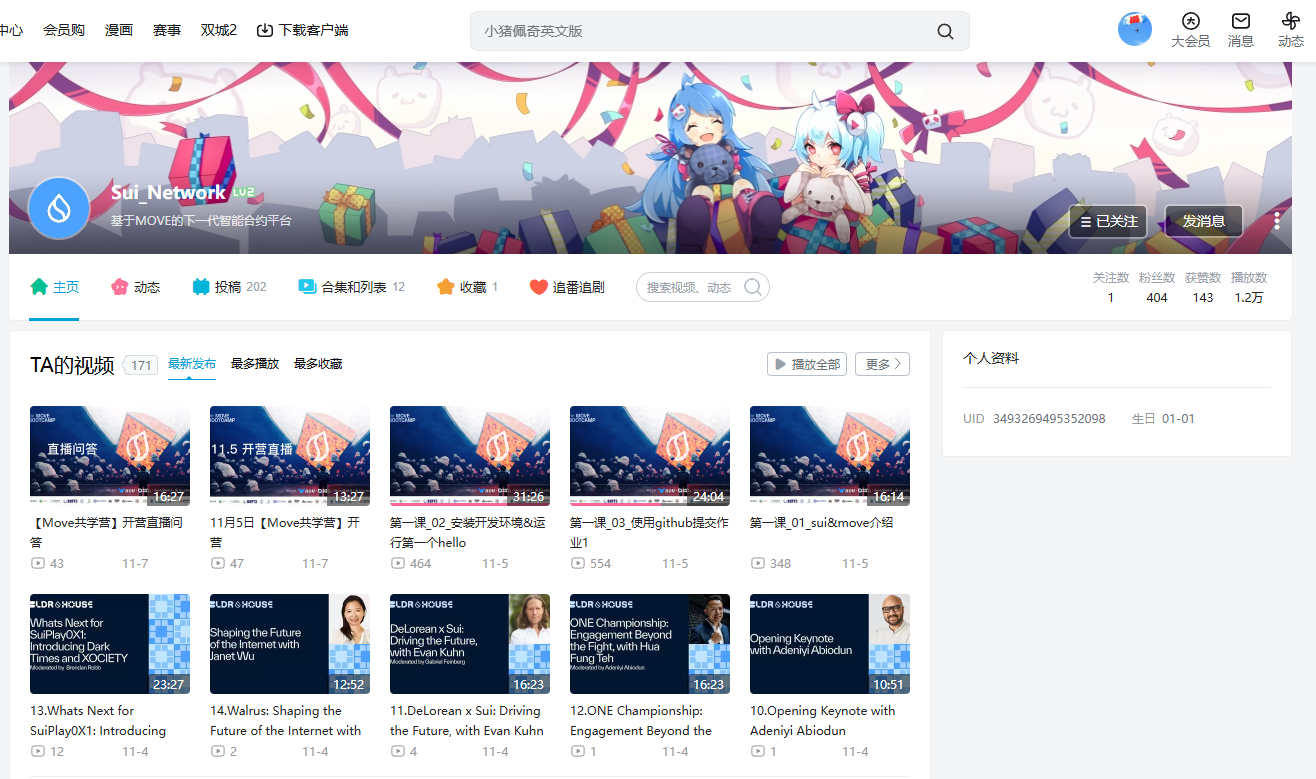 中心 会员购 漫画 赛事 双城2 下载客户端
小猪佩奇英文版
大会员 消息 动态
Sui_Network LV2
基于MOVE的下一代智能合约平台
已关注 发消息
主页 动态 投稿 202 合集和列表 12 收藏 1 追番追剧
搜索视频、动态
关注数 粉丝数 获赞数 播放数
1 404 143 1.2万
TA的视频 171 最新发布 最多播放 最多收藏
播放全部 更多
MOVE
BOOTCAMP
直播问答
16:27
【Move共学营】开营直播问
答
43 11-7
MOVE
BOOTCAMP
11.5 开营直播
13:27
11月5日【Move共学营】开
营
47 11-7
MOVE
BOOTCAMP
31:26
第一课_02_安装开发环境&运
行第一个hello
464 11-5
MOVE
BOOTCAMP
24:04
第一课_03_使用github提交作
业1
554 11-5
MOVE
BOOTCAMP
16:14
第一课_01_sui&move介绍
348 11-5
BLDR HOUSE
Whats Next for
SuiPlay0X1:
Introducing Dark
Times and XOCIETY
Moderated by Brendan Robb
23:27
13.Whats Next for
SuiPlay0X1: Introducing
12 11-4
BLDR HOUSE
Shaping the Future
of the Internet with
Janet Wu
12:52
14.Walrus: Shaping the
Future of the Internet with
2 11-4
BLDR HOUSE
DeLorean x Sui:
Driving the Future,
with Evan Kuhn
Moderated by Gabriel Feinberg
16:23
11.DeLorean x Sui: Driving
the Future, with Evan Kuhn
4 11-4
BLDR HOUSE
ONE Championship:
Engagement Beyond
the Fight, with Hua
Fung Teh
Moderated by Adeniyi Abiodun
16:23
12.ONE Championship:
Engagement Beyond the
1 11-4
BLDR HOUSE
Opening Keynote
with Adeniyi Abiodun
10:51
10.Opening Keynote with
Adeniyi Abiodun
1 11-4
个人资料
UID 3493269495352098 生日 01-01